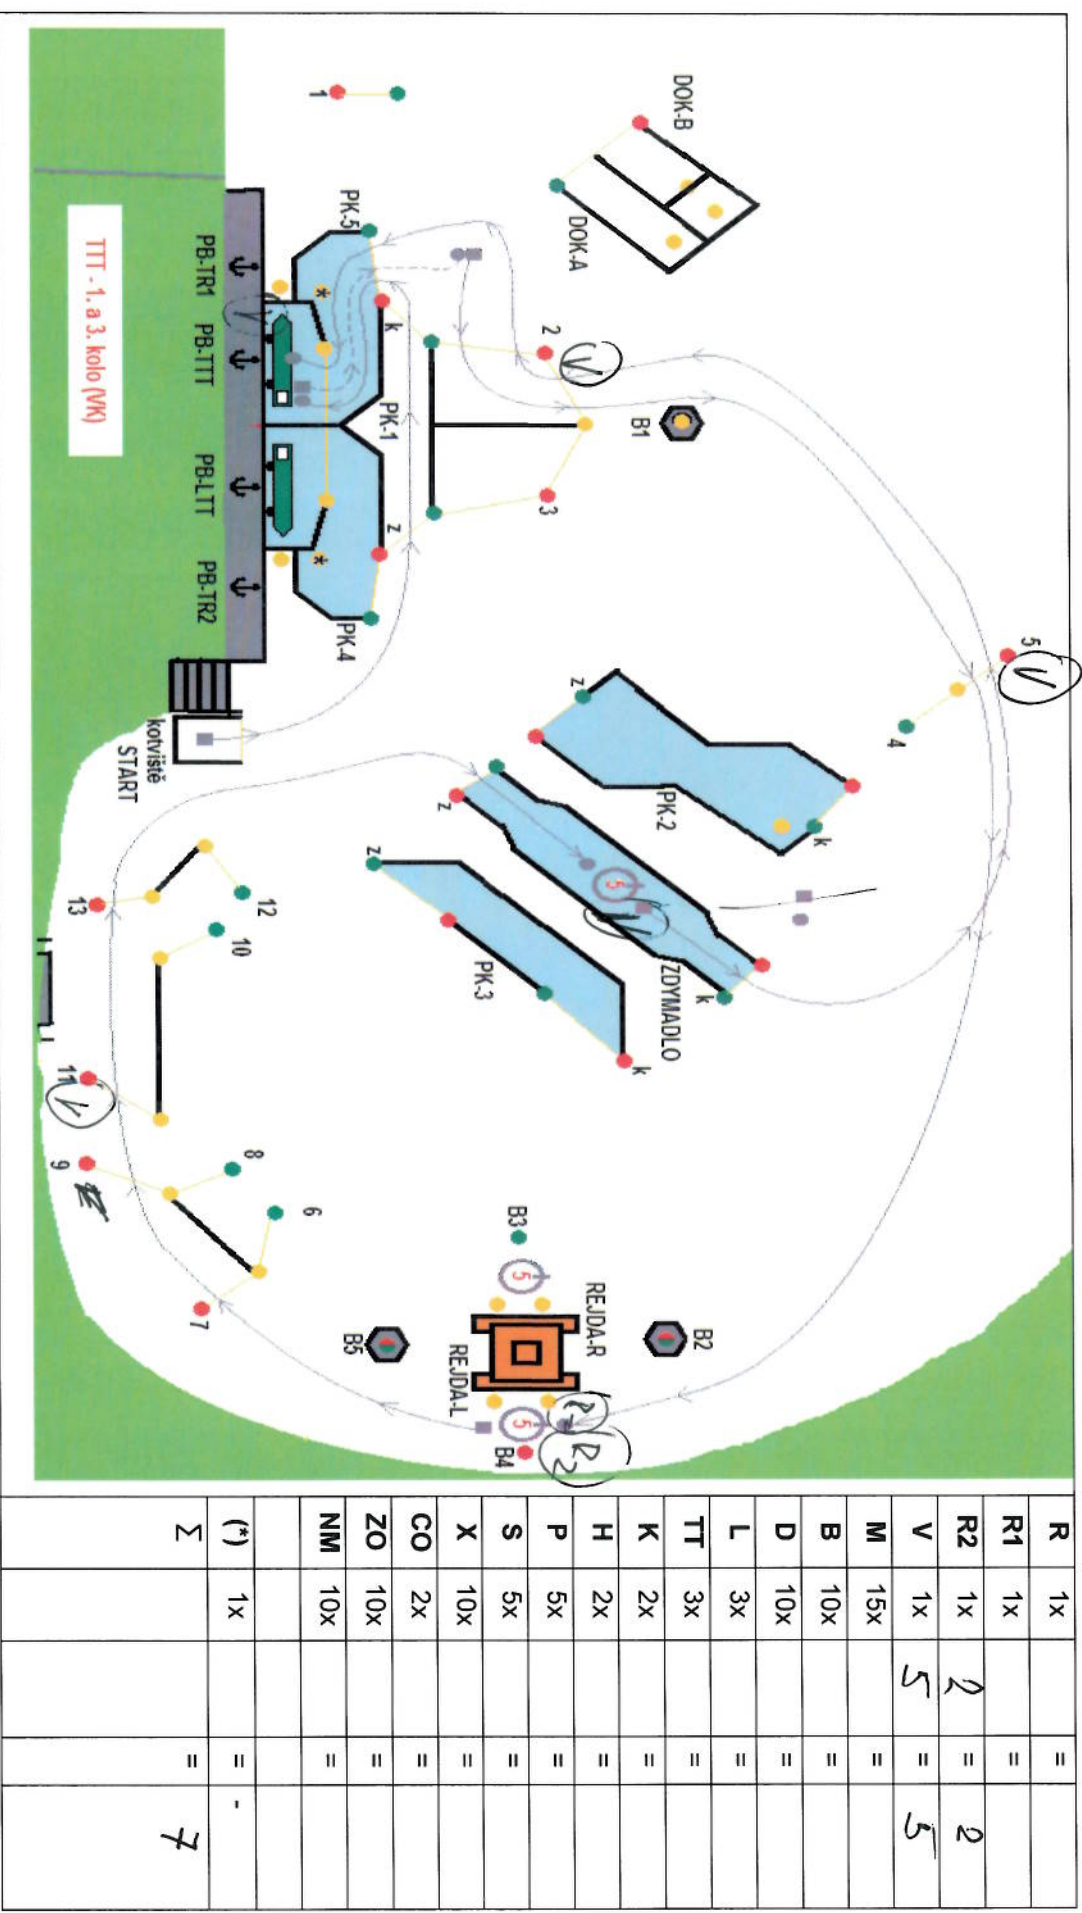 TTT - 1. a 3. kolo (VK)
1
DOK-B
DOK-A
PK-5
k
PK-1
z
PK-4
2
V
3
B1
*
*
PB-TR1
PB-TTT
PB-LTT
PB-TR2
V
kotviště
START
5
V
4
z
PK-2
k
z
5
V
ZDYMADLO
k
z
PK-3
k
12
13
10
11
V
8
9
6
7
B3
5
REJDA-R
REJDA-L
B2
B5
5
B4
R2
R 1x =
R1 1x =
R2 1x 2 = 2
V 1x 5 = 5
M 15x =
B 10x =
D 10x =
L 3x =
TT 3x =
K 2x =
H 2x =
P 5x =
S 5x =
X 10x =
CO 2x =
ZO 10x =
NM 10x =
(*) 1x = -
Σ = 7